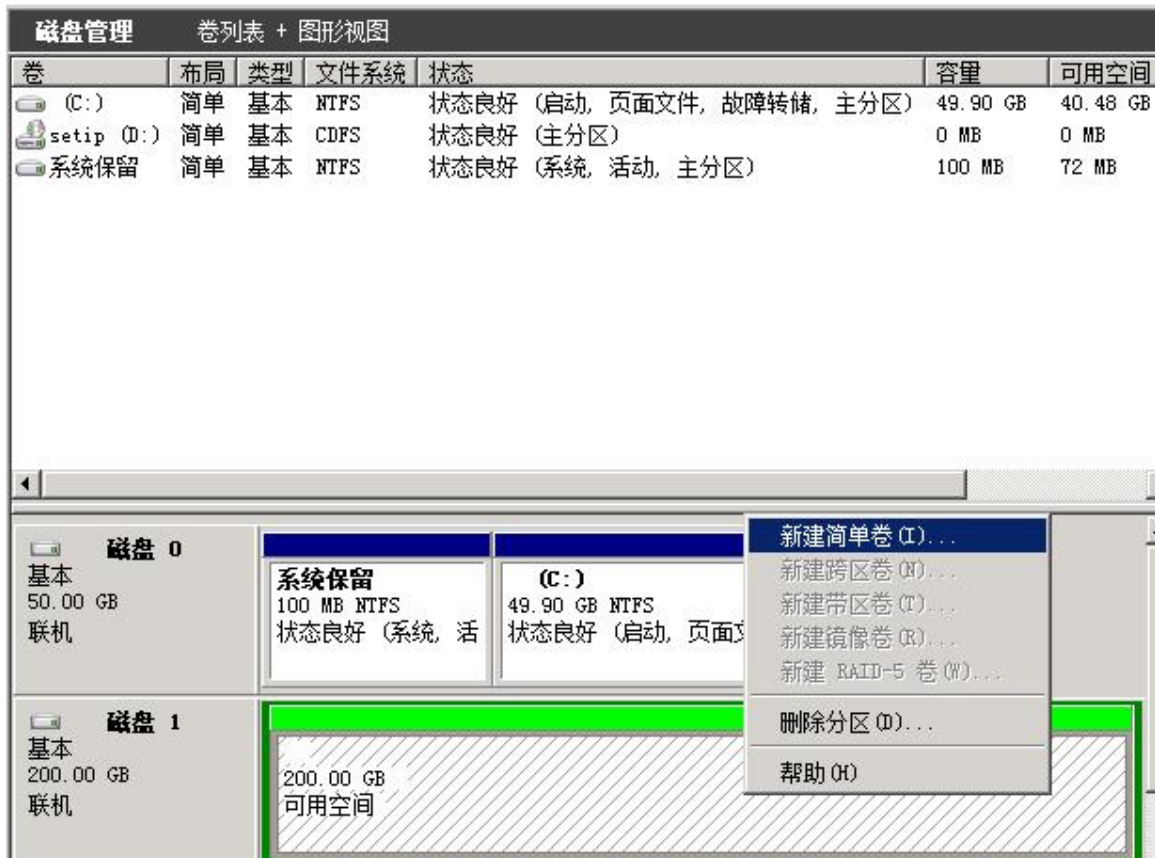 磁盘管理 卷列表 + 图形视图
卷 布局 类型 文件系统 状态 容量 可用空间
(C:) 简单 基本 NTFS 状态良好 (启动, 页面文件, 故障转储, 主分区) 49.90 GB 40.48 GB
setip (D:) 简单 基本 CDFS 状态良好 (主分区) 0 MB 0 MB
系统保留 简单 基本 NTFS 状态良好 (系统, 活动, 主分区) 100 MB 72 MB
磁盘 0
基本
50.00 GB
联机
系统保留
100 MB NTFS
状态良好 (系统, 活
(C:)
49.90 GB NTFS
状态良好 (启动, 页面
新建简单卷(I)...
新建跨区卷(N)...
新建带区卷(T)...
新建镜像卷(R)...
新建 RAID-5 卷(W)...
删除分区(D)...
帮助(H)
磁盘 1
基本
200.00 GB
联机
200.00 GB
可用空间